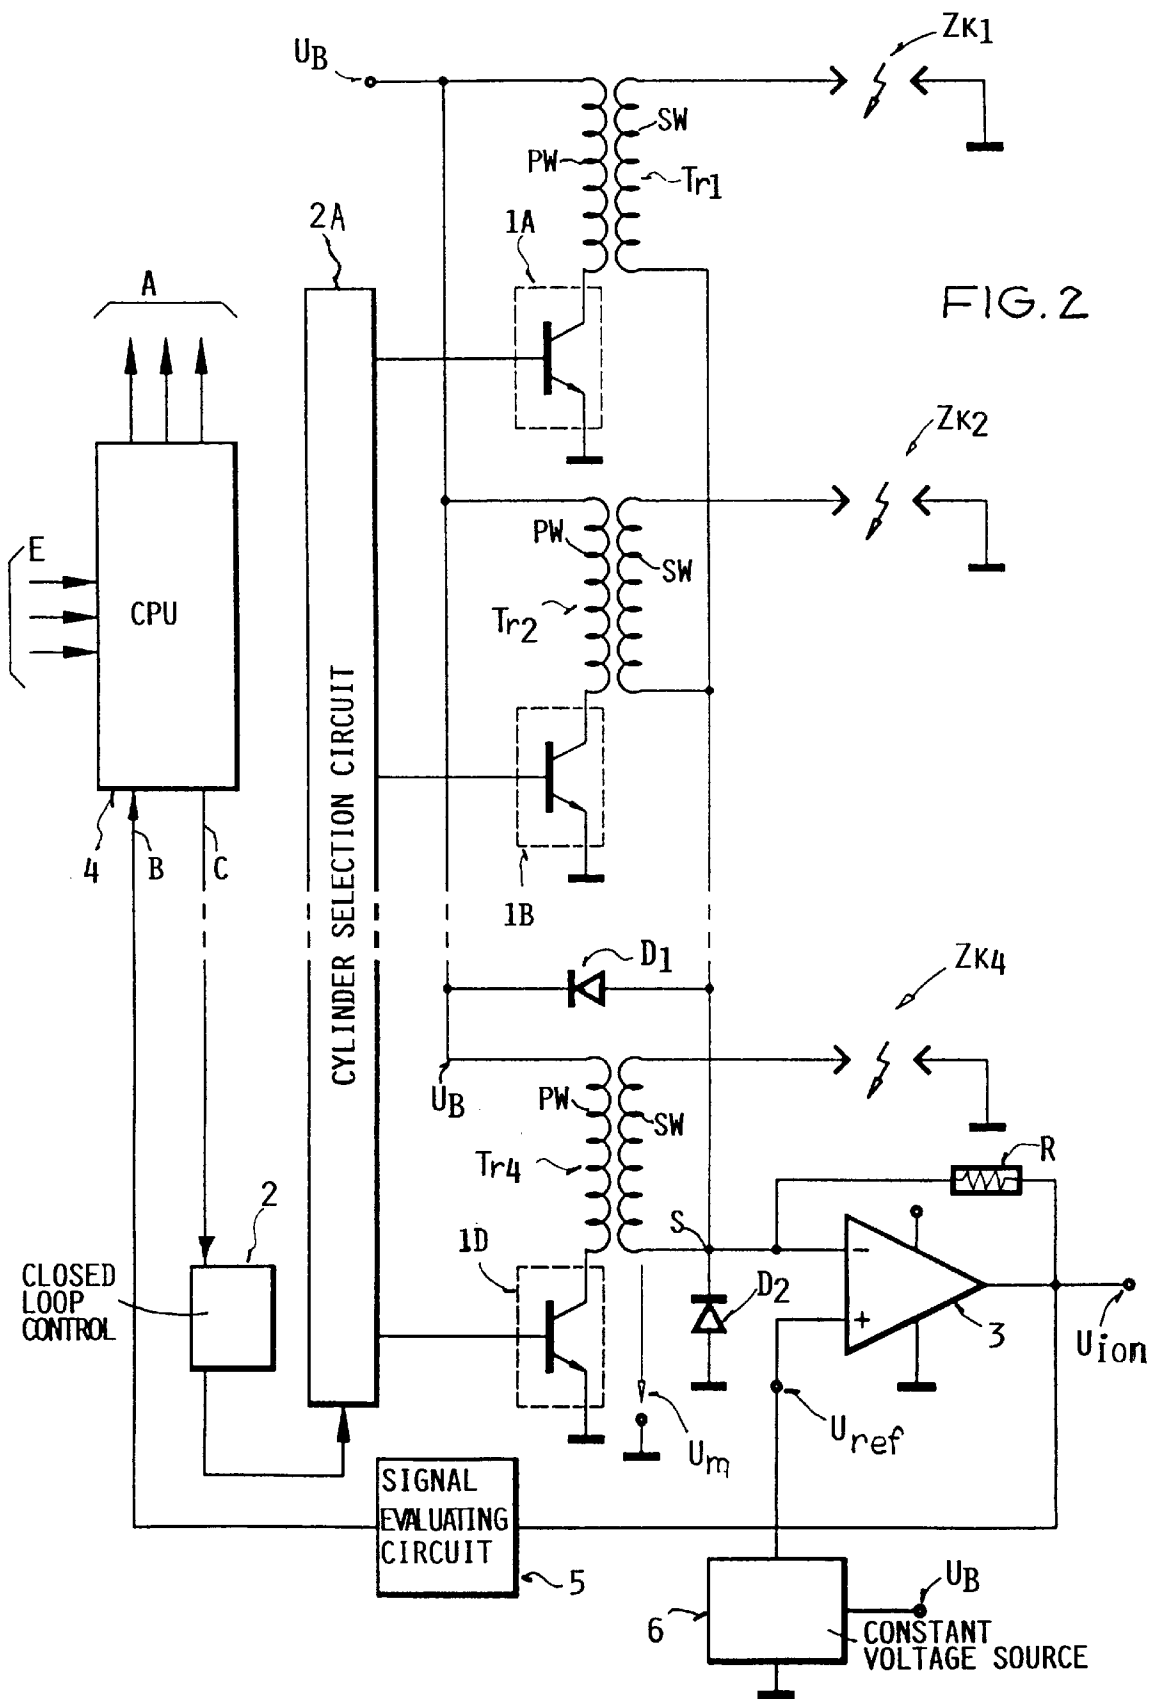 ZK1
UB
SW
PW
Tr1
2A
1A
A
FIG. 2
ZK2
E
PW
SW
CPU
Tr2
CYLINDER SELECTION CIRCUIT
4
B
C
1B
D1
ZK4
UB
PW
SW
Tr4
R
2
S
1D
CLOSED
LOOP
CONTROL
D2
−
+
3
Uion
Uref
Um
SIGNAL
EVALUATING
CIRCUIT
5
UB
6
CONSTANT
VOLTAGE SOURCE